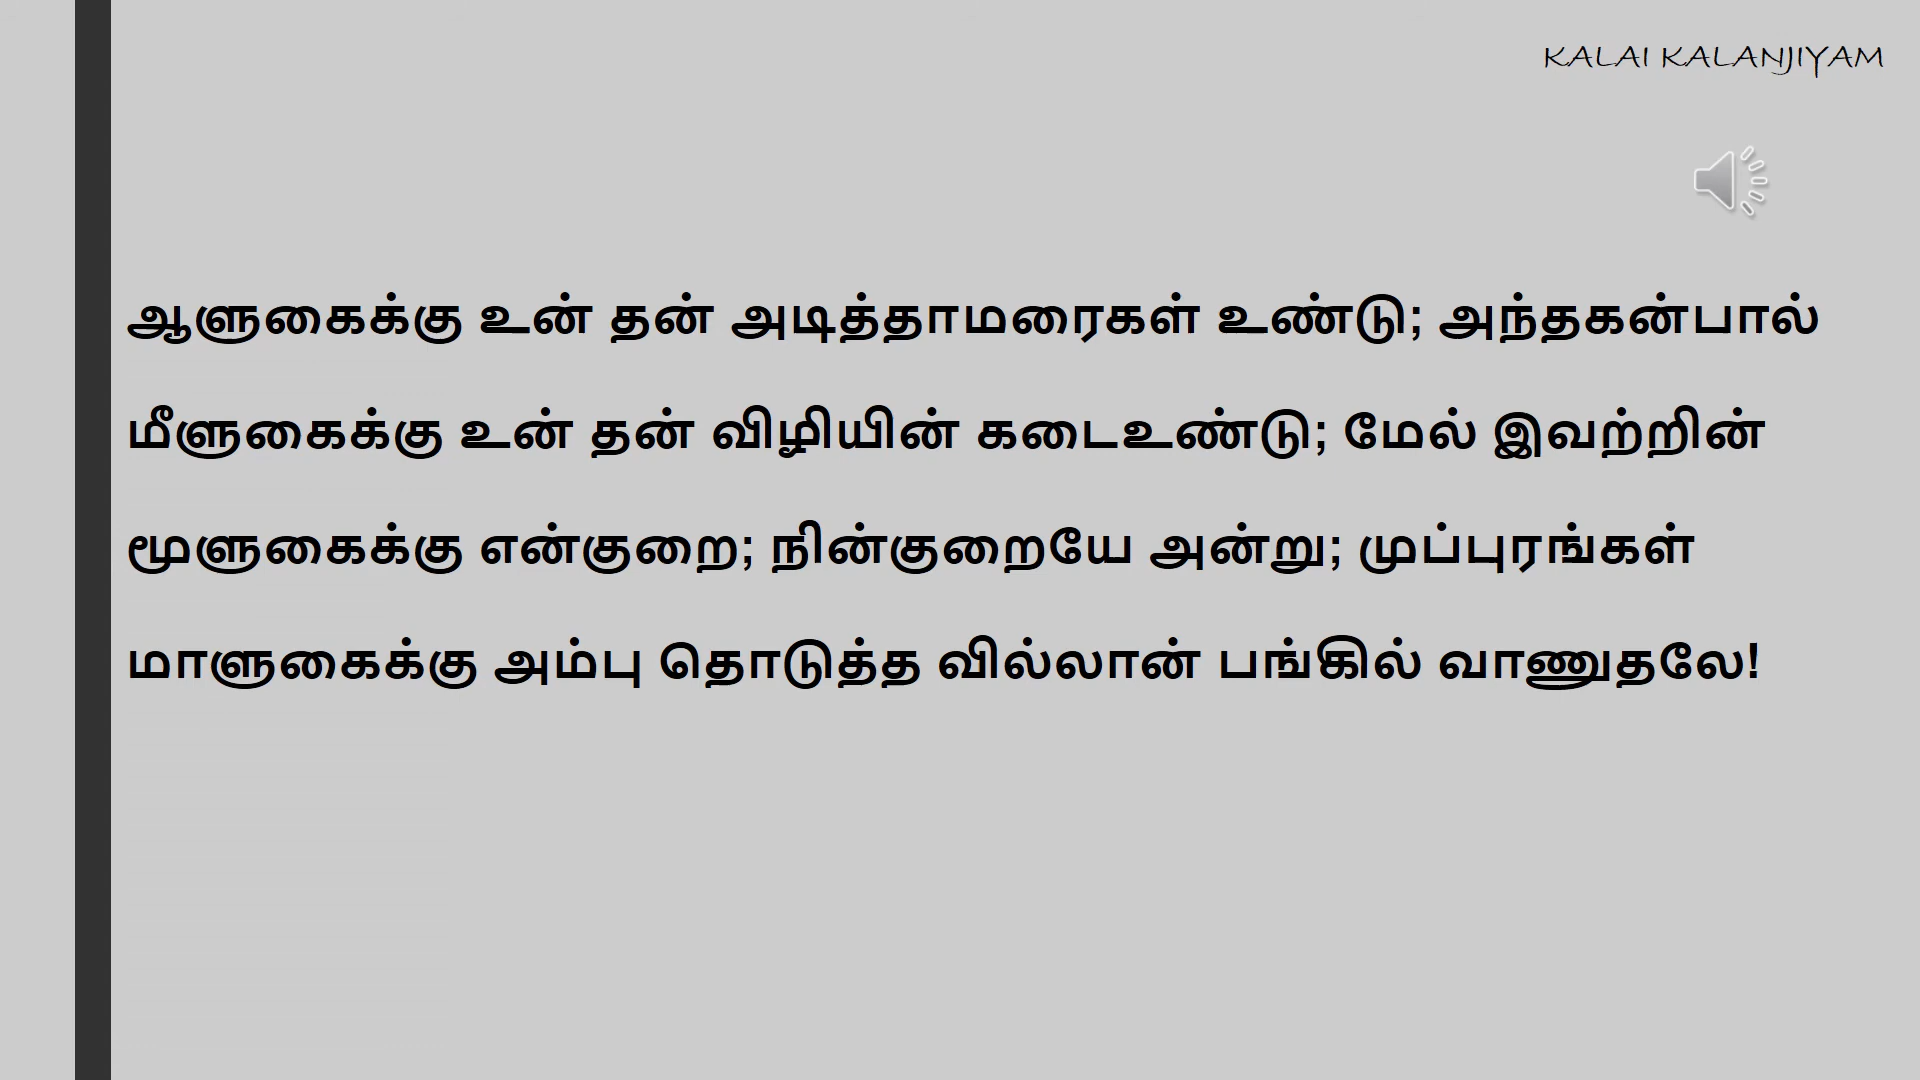 KALAI KALANJIYAM
ஆளுகைக்கு உன் தன் அடித்தாமரைகள் உண்டு; அந்தகன்பால்
மீளுகைக்கு உன் தன் விழியின் கடைஉண்டு; மேல் இவற்றின்
மூளுகைக்கு என்குறை; நின்குறையே அன்று; முப்புரங்கள்
மாளுகைக்கு அம்பு தொடுத்த வில்லான் பங்கில் வாணுதலே!